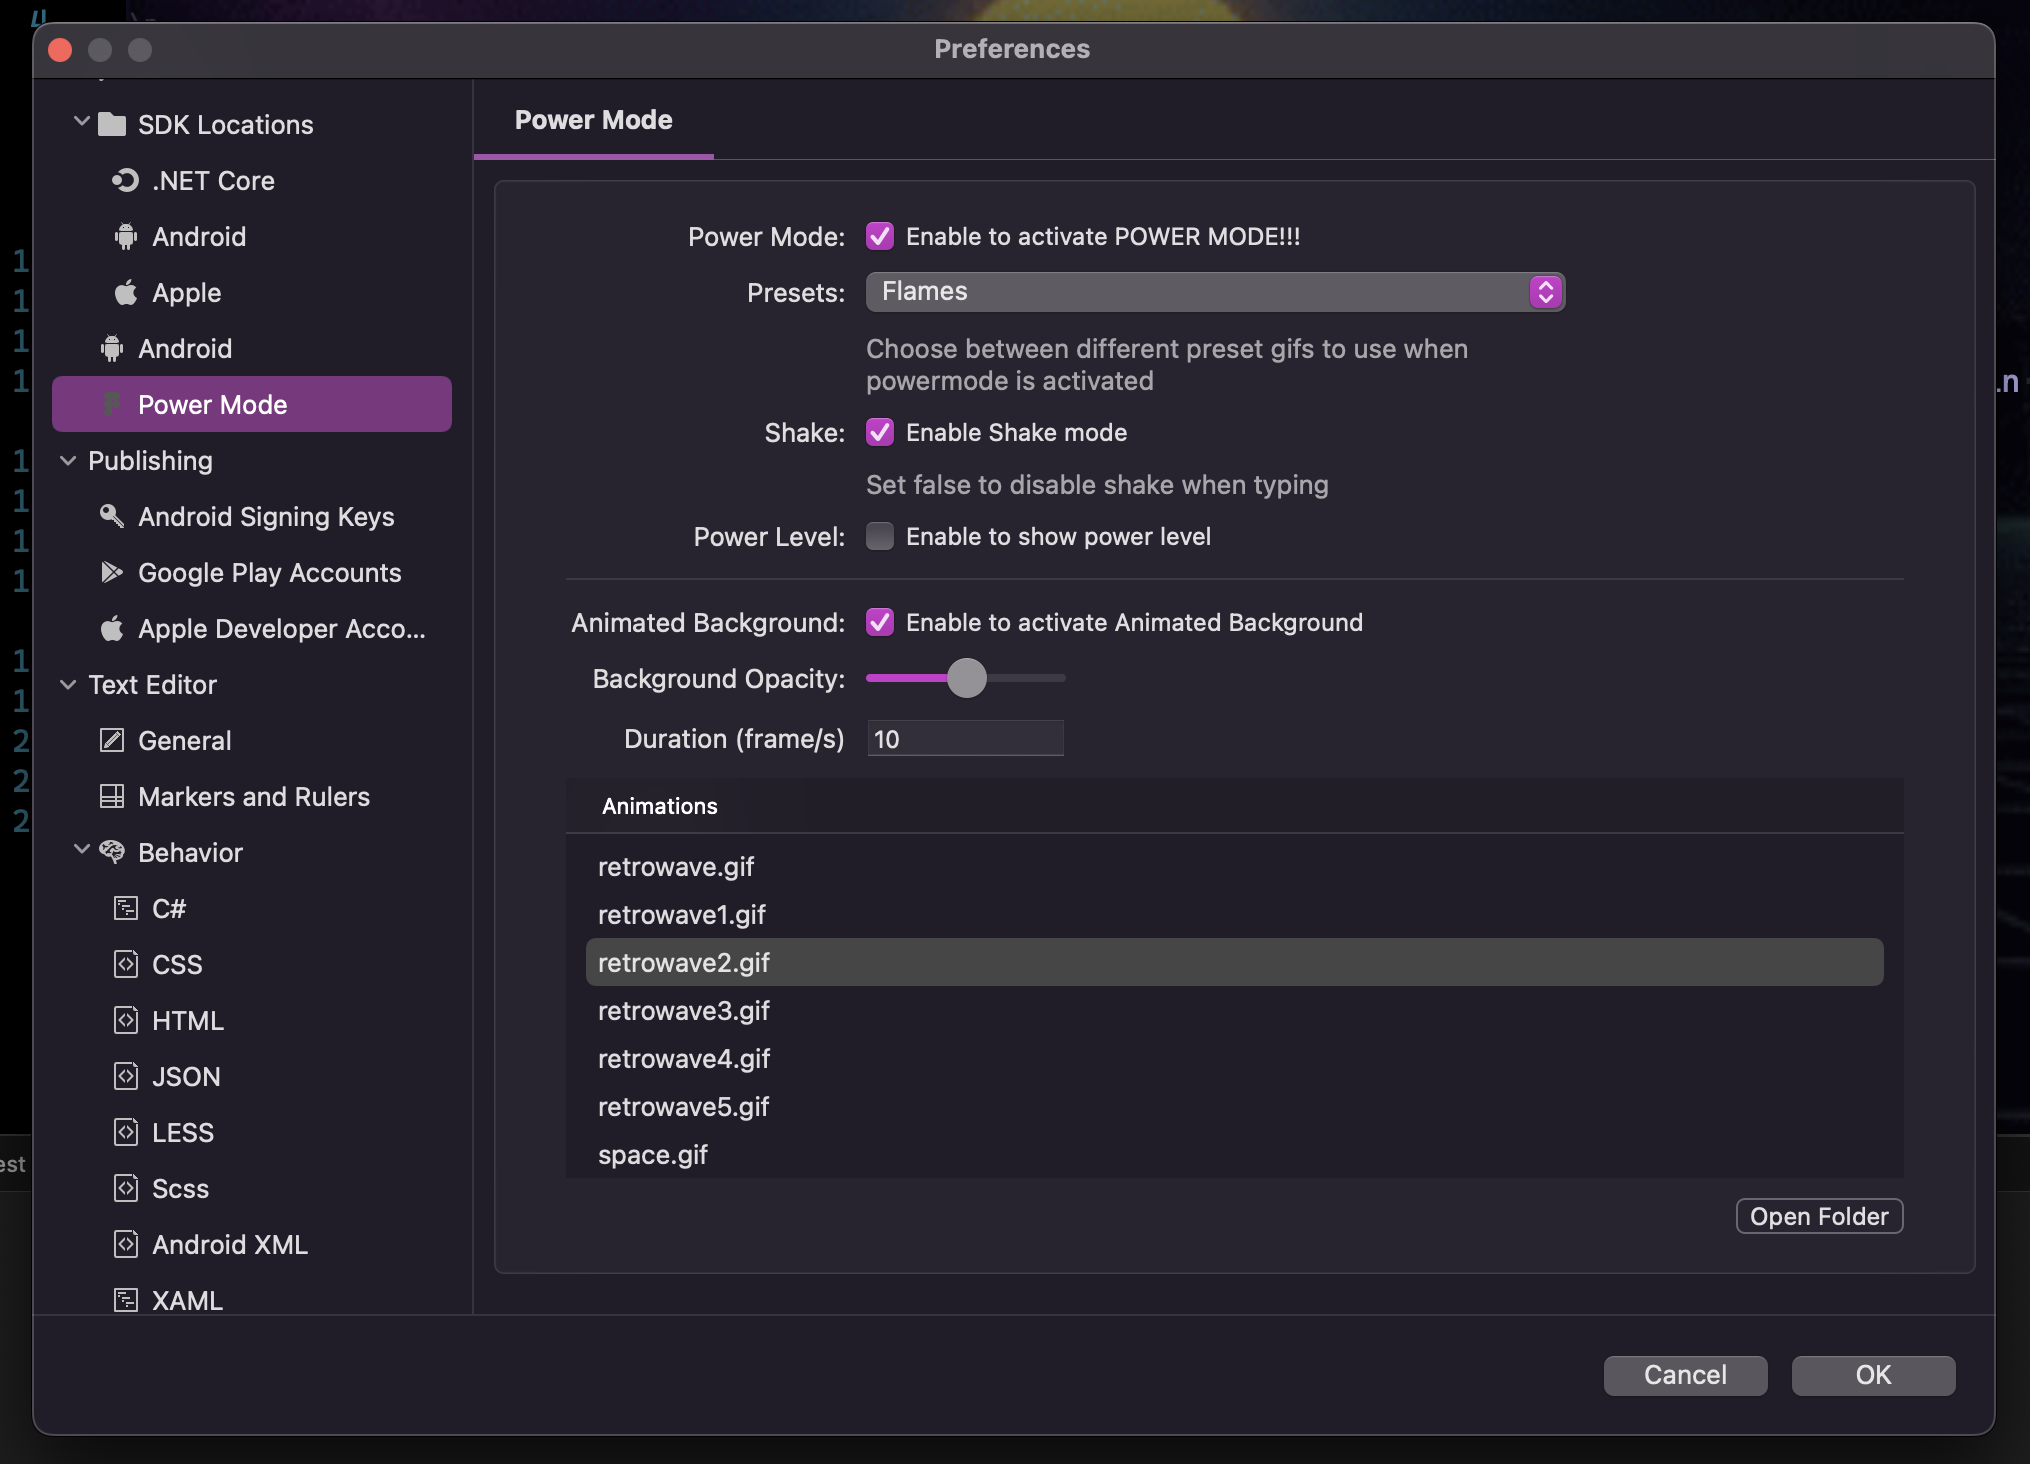 Preferences
SDK Locations
.NET Core
Android
Apple
Android
Power Mode
Publishing
Android Signing Keys
Google Play Accounts
Apple Developer Acco...
Text Editor
General
Markers and Rulers
Behavior
C#
CSS
HTML
JSON
LESS
Scss
Android XML
XAML
Power Mode
Power Mode: Enable to activate POWER MODE!!!
Presets: Flames
Choose between different preset gifs to use when
powermode is activated
Shake: Enable Shake mode
Set false to disable shake when typing
Power Level: Enable to show power level
Animated Background: Enable to activate Animated Background
Background Opacity:
Duration (frame/s) 10
Animations
retrowave.gif
retrowave1.gif
retrowave2.gif
retrowave3.gif
retrowave4.gif
retrowave5.gif
space.gif
Open Folder
Cancel
OK